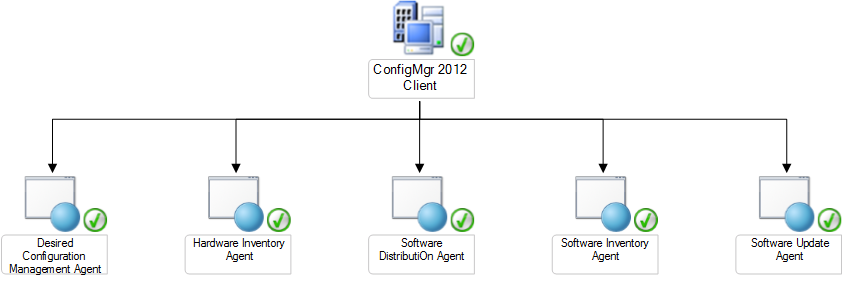 ConfigMgr 2012
Client
Desired
Configuration
Management Agent
Hardware Inventory
Agent
Software
DistributiOn Agent
Software Inventory
Agent
Software Update
Agent